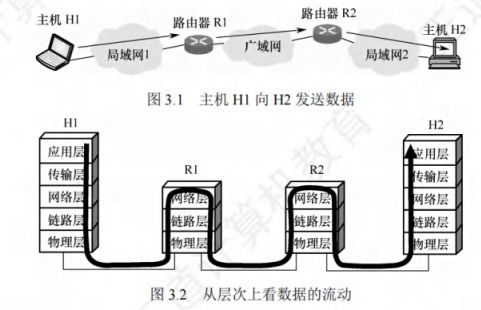 主机 H1
路由器 R1
路由器 R2
主机 H2
局域网1
广域网
局域网2
图 3.1 主机 H1 向 H2 发送数据
H1
H2
R1
R2
应用层
传输层
网络层
链路层
物理层
网络层
链路层
物理层
网络层
链路层
物理层
应用层
传输层
网络层
链路层
物理层
图 3.2 从层次上看数据的流动